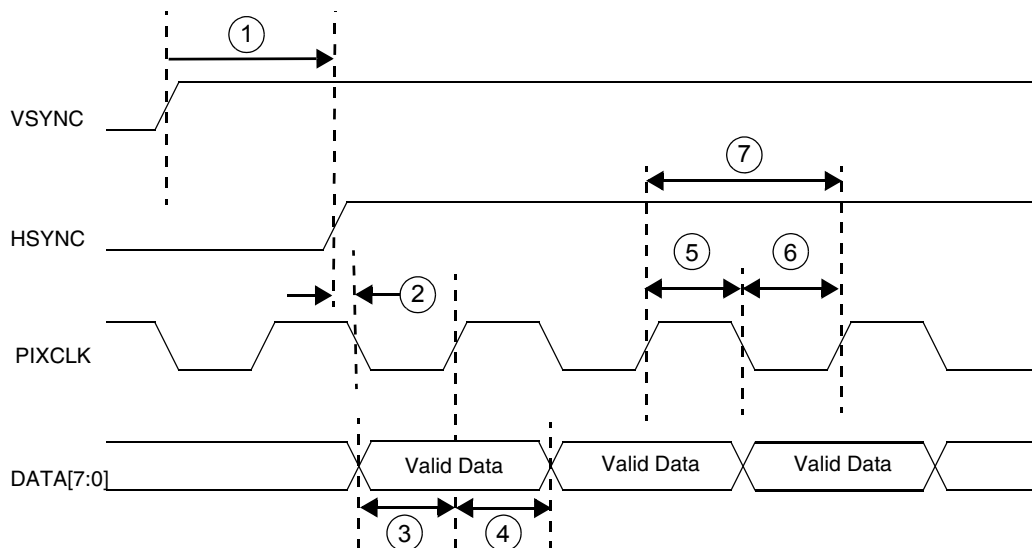 1
VSYNC
7
HSYNC
5
6
2
PIXCLK
Valid Data
Valid Data
Valid Data
DATA[7:0]
3
4